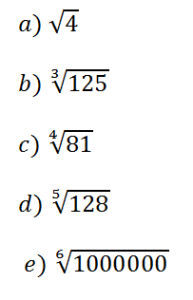 a) √4
b) ∛125
c) ∜81
d) ⁵√128
e) ⁶√1000000